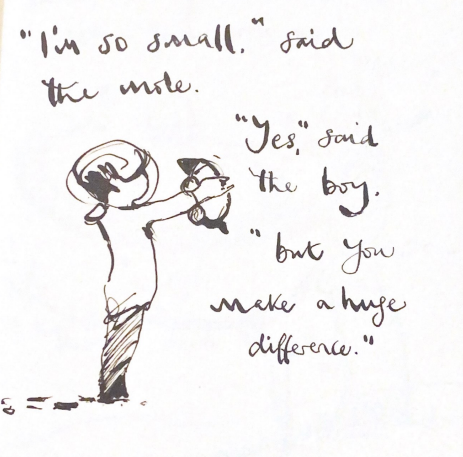 "I'm so small." said
the mole.
"Yes," said
the boy.
"but you
make a huge
difference."